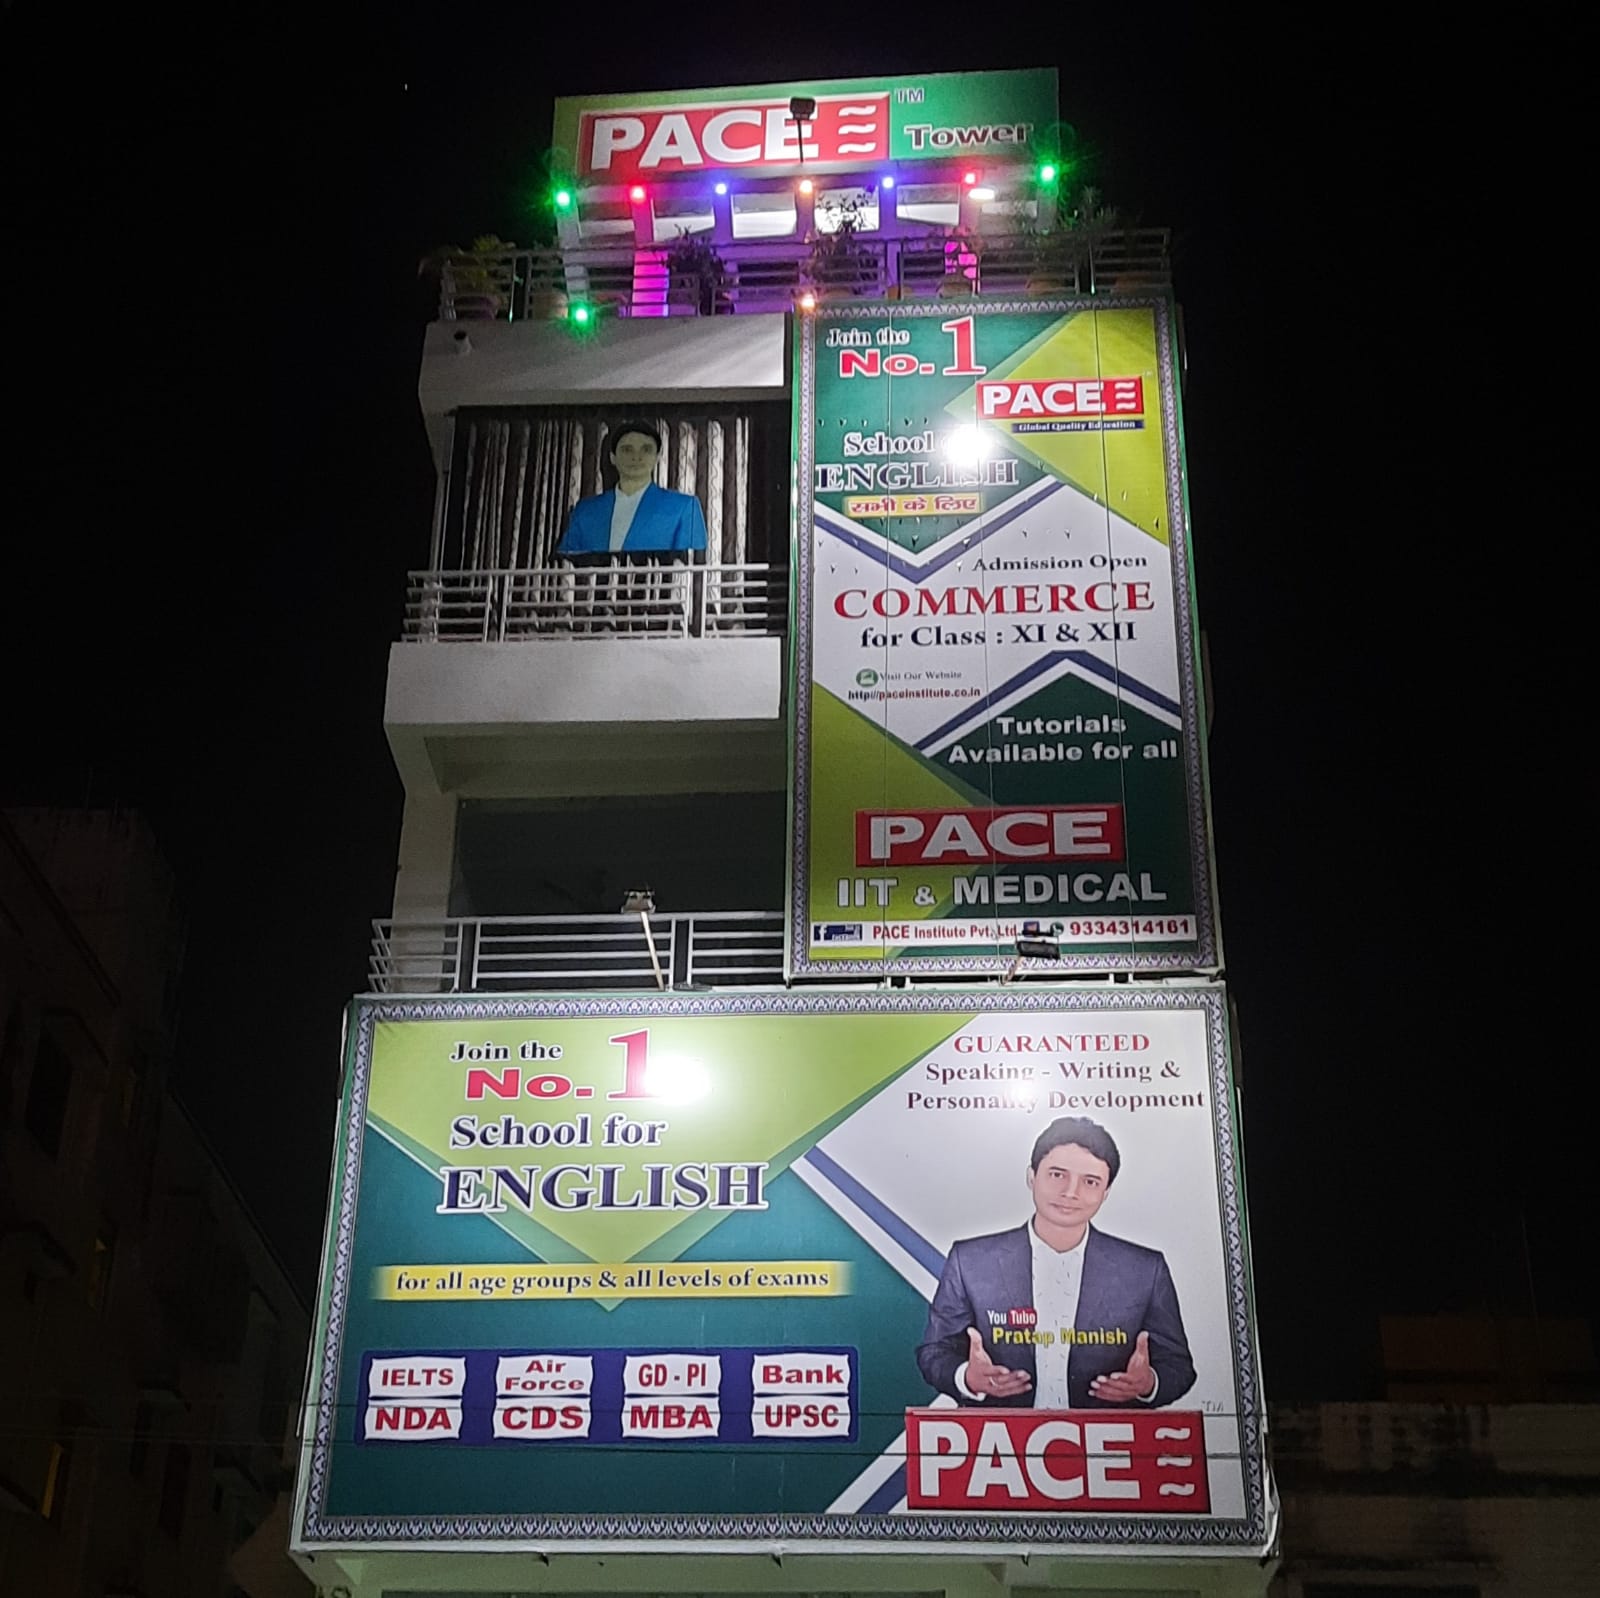 PACE TM
Tower
Join the
No. 1
PACE
Global Quality Education
School
ENGLISH
सभी के लिए
Admission Open
COMMERCE
for Class : XI & XII
Visit Our Website
http//paceinstitute.co.in
Tutorials
Available for all
PACE
IIT & MEDICAL
PACE Institute Pvt. Ltd. 9334314161
Join the
No. 1
School for
ENGLISH
for all age groups & all levels of exams
IELTS Air Force GD - PI Bank
NDA CDS MBA UPSC
GUARANTEED
Speaking - Writing &
Personality Development
You Tube
Pratap Manish
PACE TM